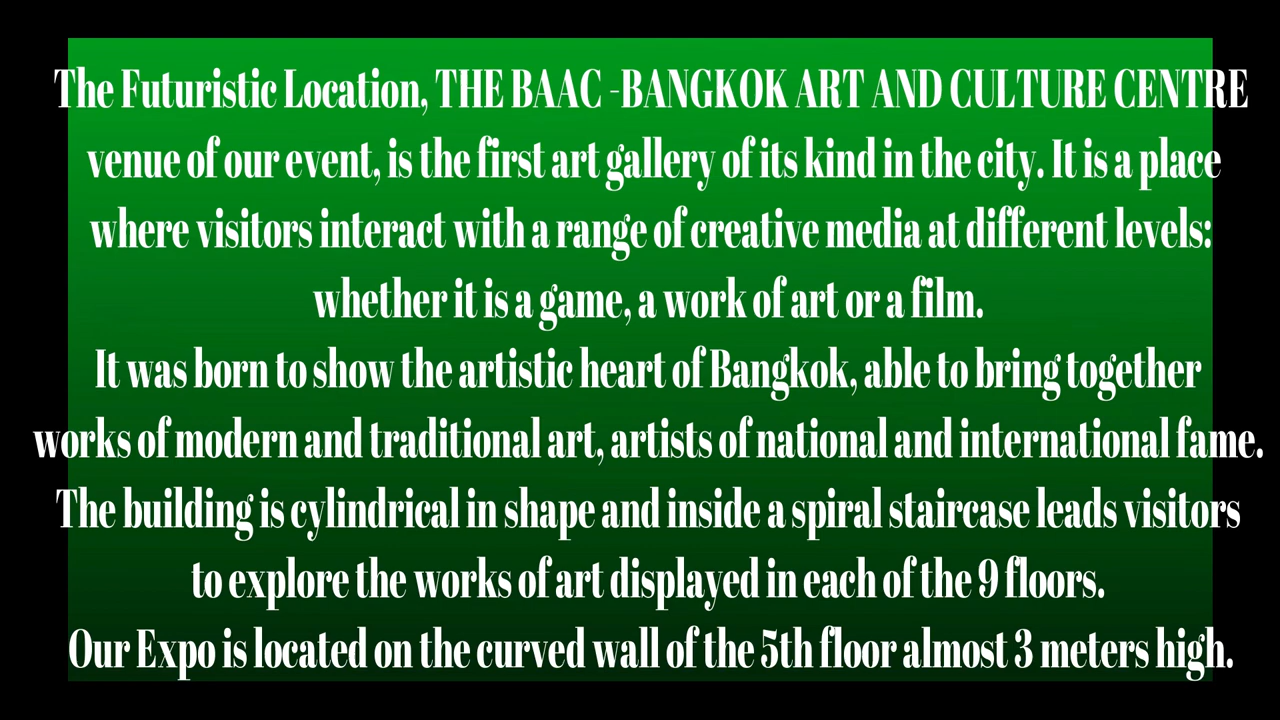 The Futuristic Location, THE BAAC -BANGKOK ART AND CULTURE CENTRE
venue of our event, is the first art gallery of its kind in the city. It is a place
where visitors interact with a range of creative media at different levels:
whether it is a game, a work of art or a film.
It was born to show the artistic heart of Bangkok, able to bring together
works of modern and traditional art, artists of national and international fame.
The building is cylindrical in shape and inside a spiral staircase leads visitors
to explore the works of art displayed in each of the 9 floors.
Our Expo is located on the curved wall of the 5th floor almost 3 meters high.